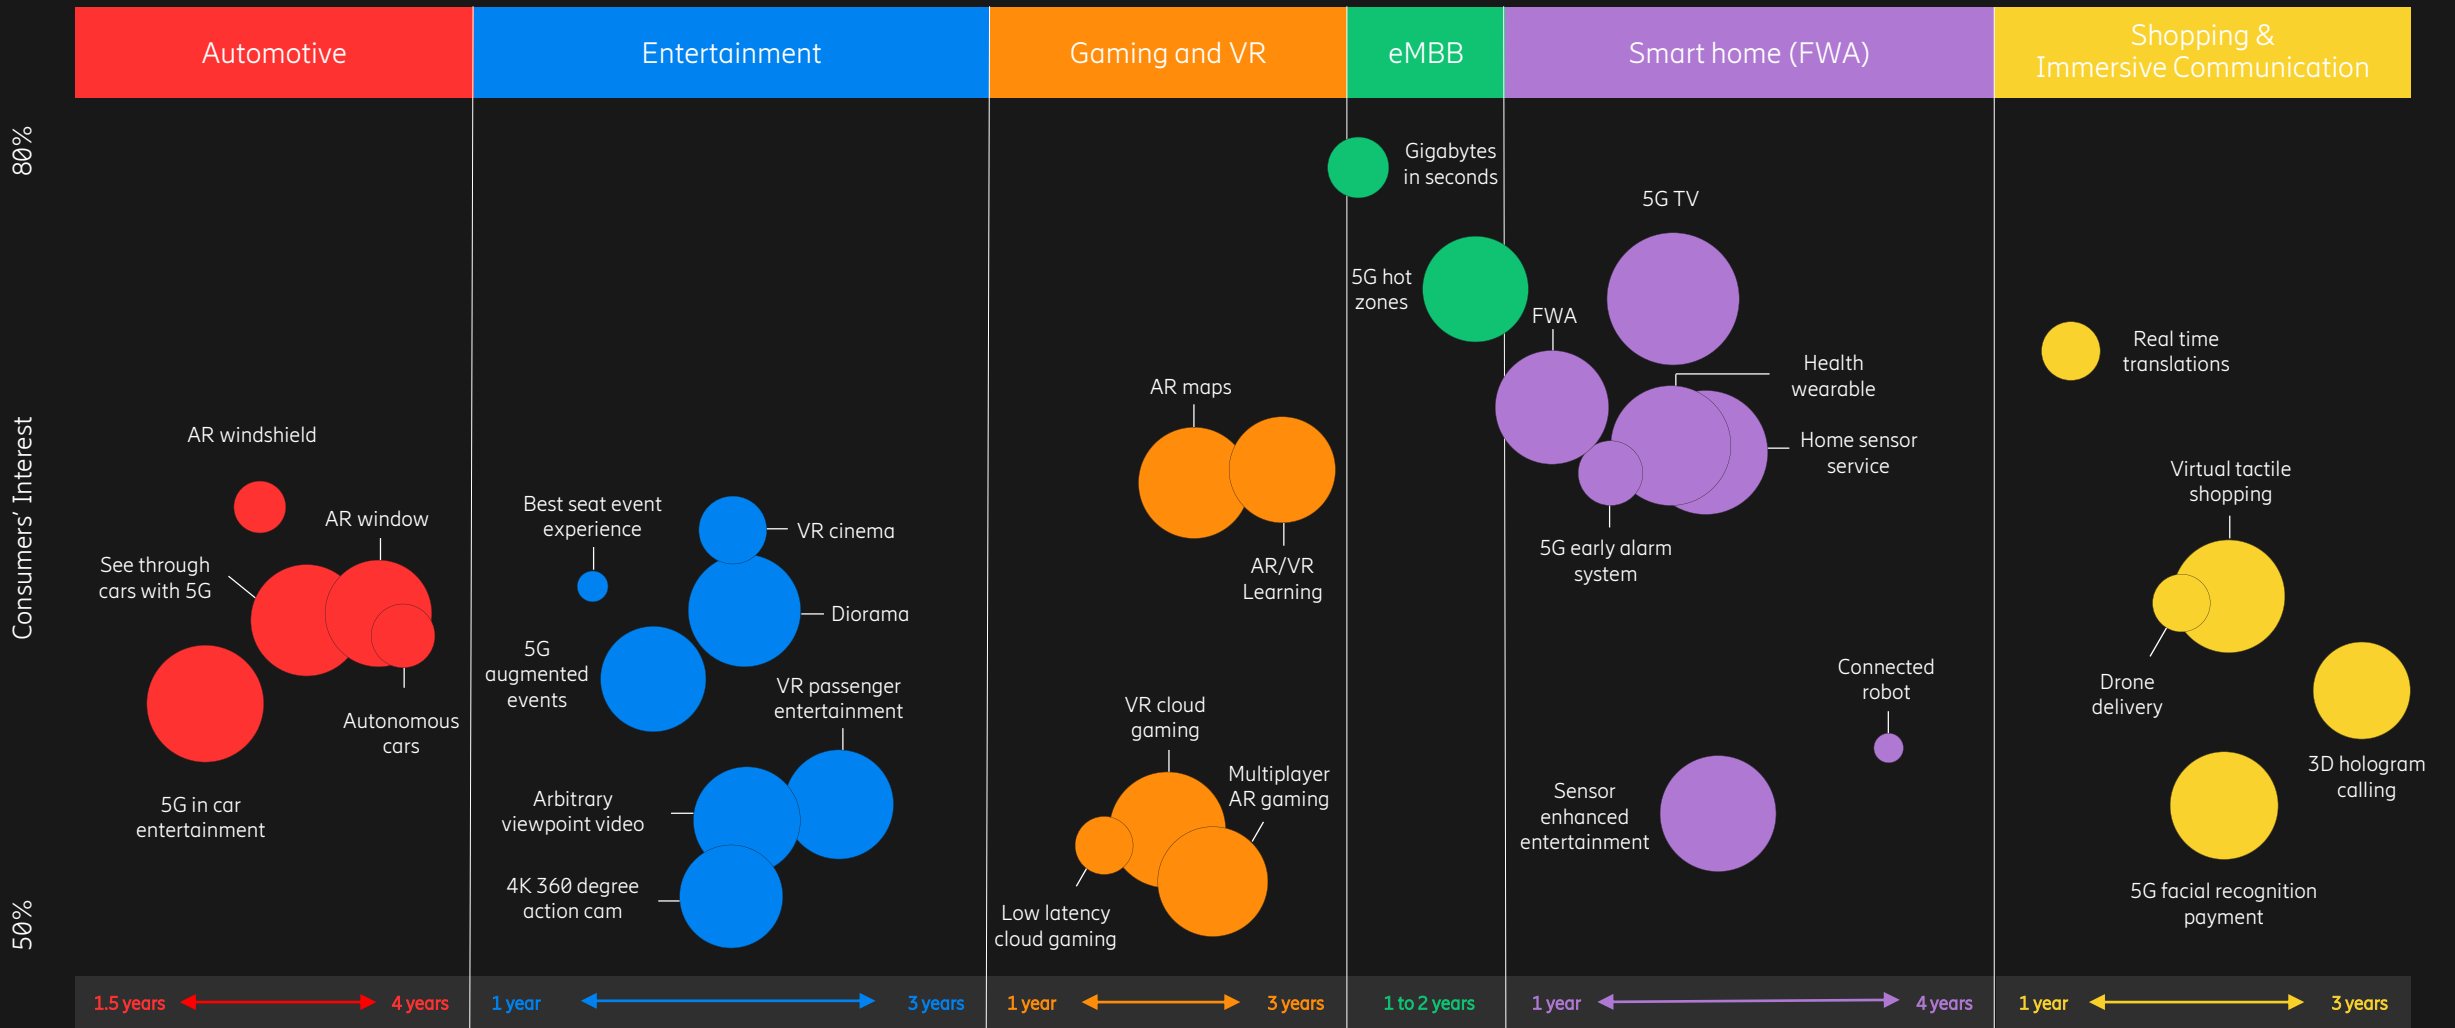 Automotive
Entertainment
Gaming and VR
eMBB
Smart home (FWA)
Shopping &
Immersive Communication
80%
Consumers' Interest
50%
AR windshield
AR window
See through
cars with 5G
Autonomous
cars
5G in car
entertainment
Best seat event
experience
VR cinema
Diorama
5G
augmented
events
VR passenger
entertainment
Arbitrary
viewpoint video
4K 360 degree
action cam
AR maps
AR/VR
Learning
VR cloud
gaming
Multiplayer
AR gaming
Low latency
cloud gaming
Gigabytes
in seconds
5G hot
zones
5G TV
FWA
Health
wearable
Home sensor
service
5G early alarm
system
Connected
robot
Sensor
enhanced
entertainment
Real time
translations
Virtual tactile
shopping
Drone
delivery
3D hologram
calling
5G facial recognition
payment
1.5 years
4 years
1 year
3 years
1 year
3 years
1 to 2 years
1 year
4 years
1 year
3 years